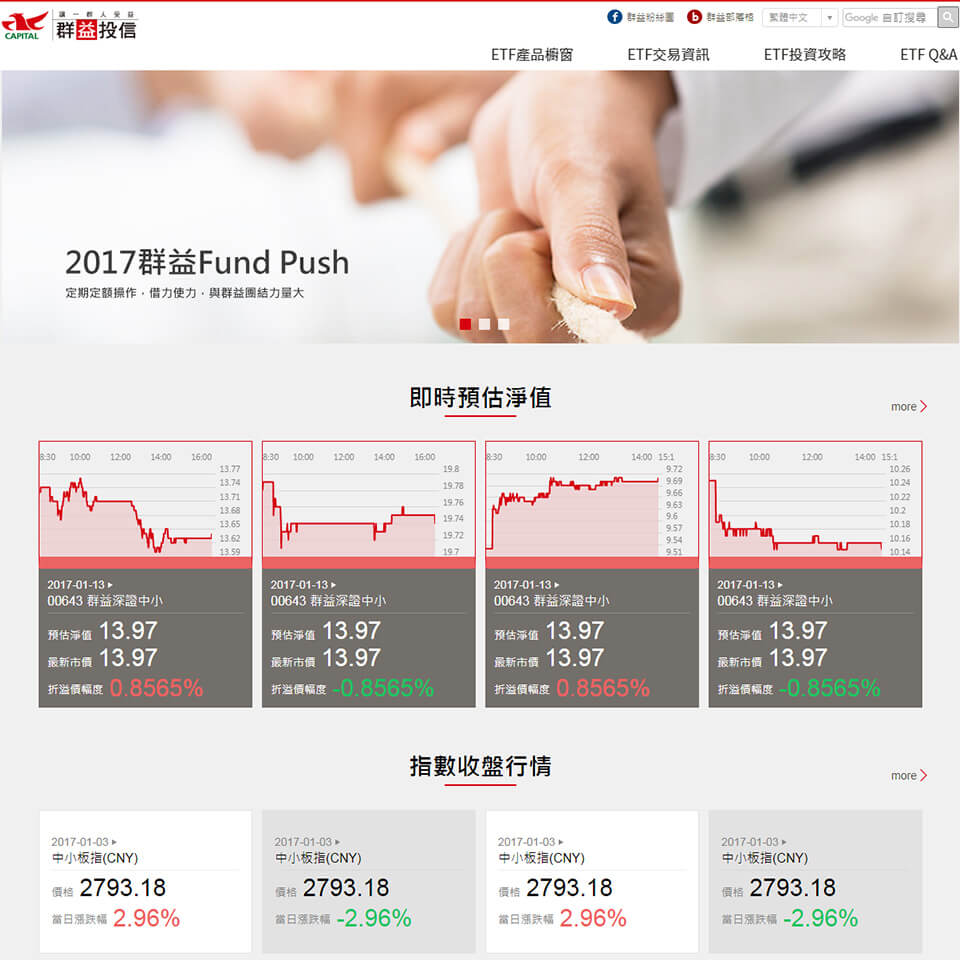 讓一群人受益
CAPITAL
群益投信
群益粉絲團
群益部落格
繁體中文
Google 自訂搜尋
ETF產品櫥窗 ETF交易資訊 ETF投資攻略 ETF Q&A
2017群益Fund Push
定期定額操作，借力使力，與群益團結力量大
即時預估淨值
more
8:30 10:00 12:00 14:00 16:00
13.77
13.74
13.71
13.68
13.65
13.62
13.59
2017-01-13
00643 群益深證中小
預估淨值 13.97
最新市價 13.97
折溢價幅度 0.8565%
8:30 10:00 12:00 14:00 16:00
19.8
19.78
19.76
19.74
19.72
19.7
2017-01-13
00643 群益深證中小
預估淨值 13.97
最新市價 13.97
折溢價幅度 -0.8565%
8:30 10:00 12:00 14:00 15:1
9.72
9.69
9.66
9.63
9.6
9.57
9.54
9.51
2017-01-13
00643 群益深證中小
預估淨值 13.97
最新市價 13.97
折溢價幅度 0.8565%
8:30 10:00 12:00 14:00 15:1
10.26
10.24
10.22
10.2
10.18
10.16
10.14
2017-01-13
00643 群益深證中小
預估淨值 13.97
最新市價 13.97
折溢價幅度 -0.8565%
指數收盤行情
more
2017-01-03
中小板指(CNY)
價格 2793.18
當日漲跌幅 2.96%
2017-01-03
中小板指(CNY)
價格 2793.18
當日漲跌幅 -2.96%
2017-01-03
中小板指(CNY)
價格 2793.18
當日漲跌幅 2.96%
2017-01-03
中小板指(CNY)
價格 2793.18
當日漲跌幅 -2.96%